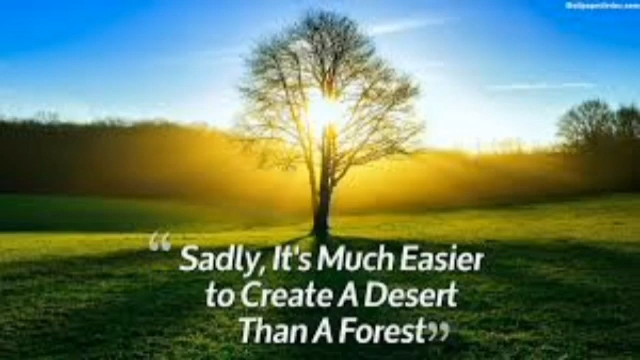 “ Sadly, It's Much Easier
to Create A Desert
Than A Forest”